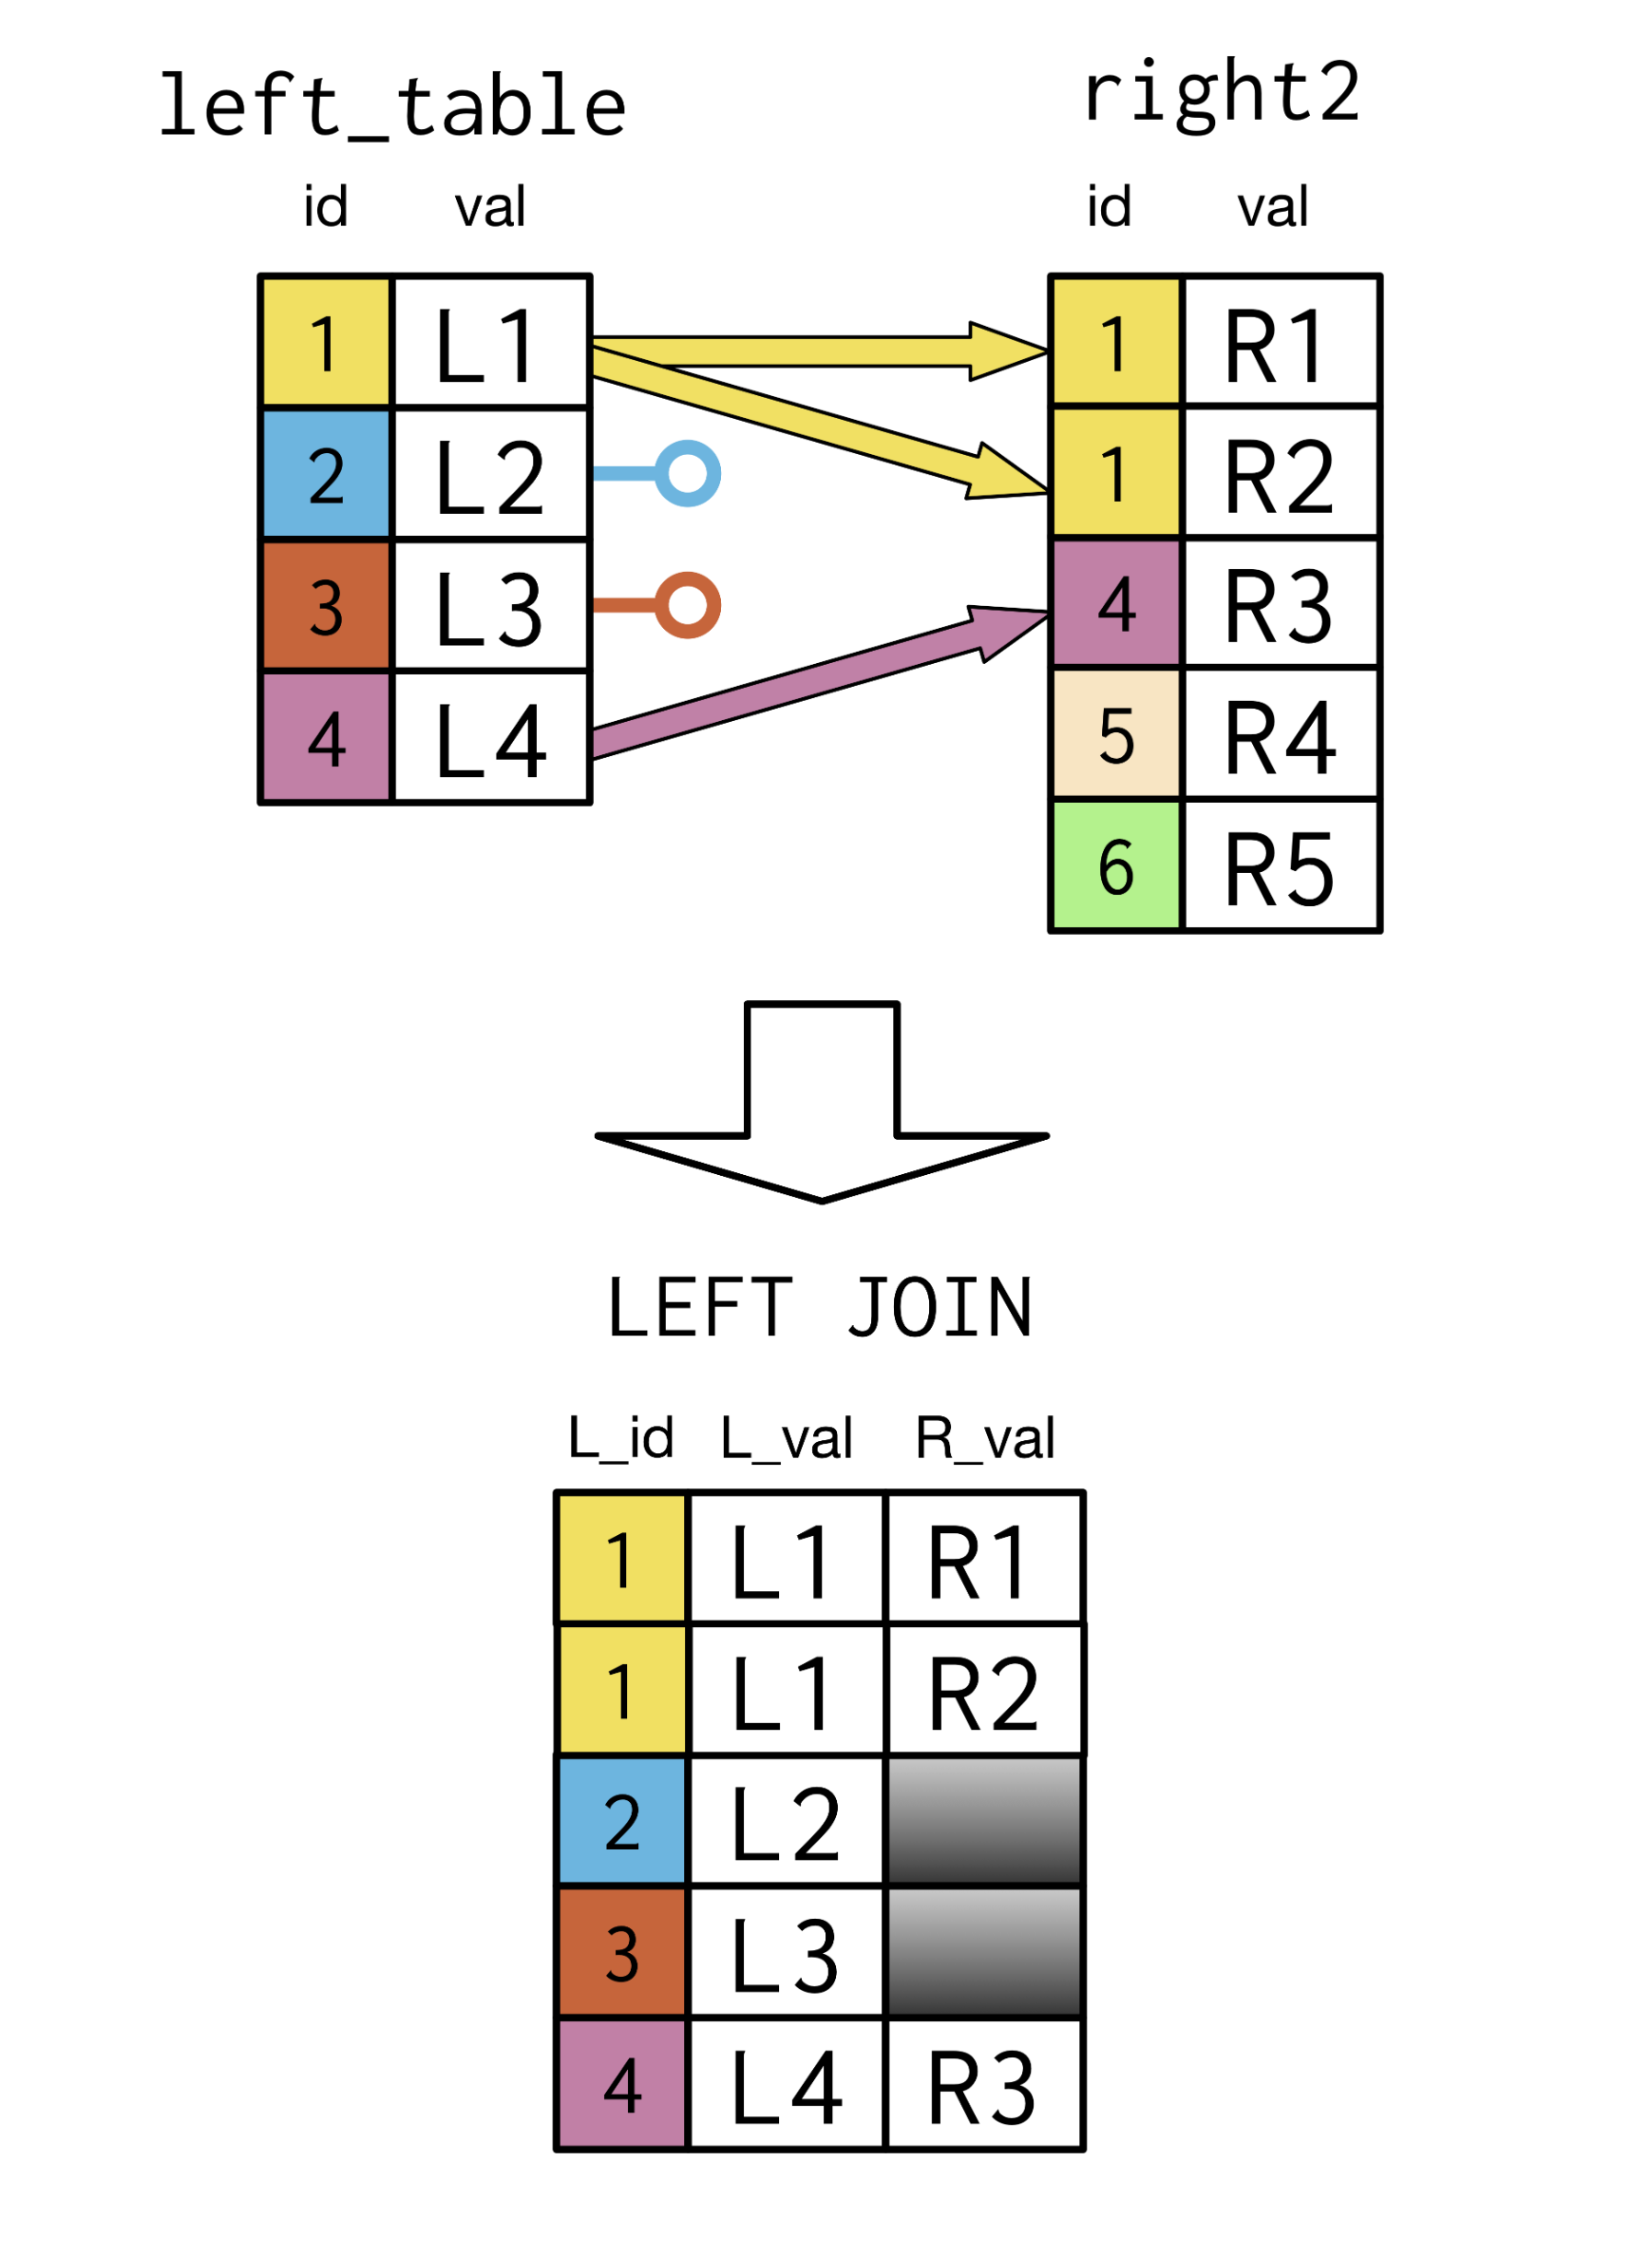 left_table right2
id val id val
1 L1 1 R1
2 L2 1 R2
3 L3 4 R3
4 L4 5 R4
6 R5
LEFT JOIN
L_id L_val R_val
1 L1 R1
1 L1 R2
2 L2
3 L3
4 L4 R3